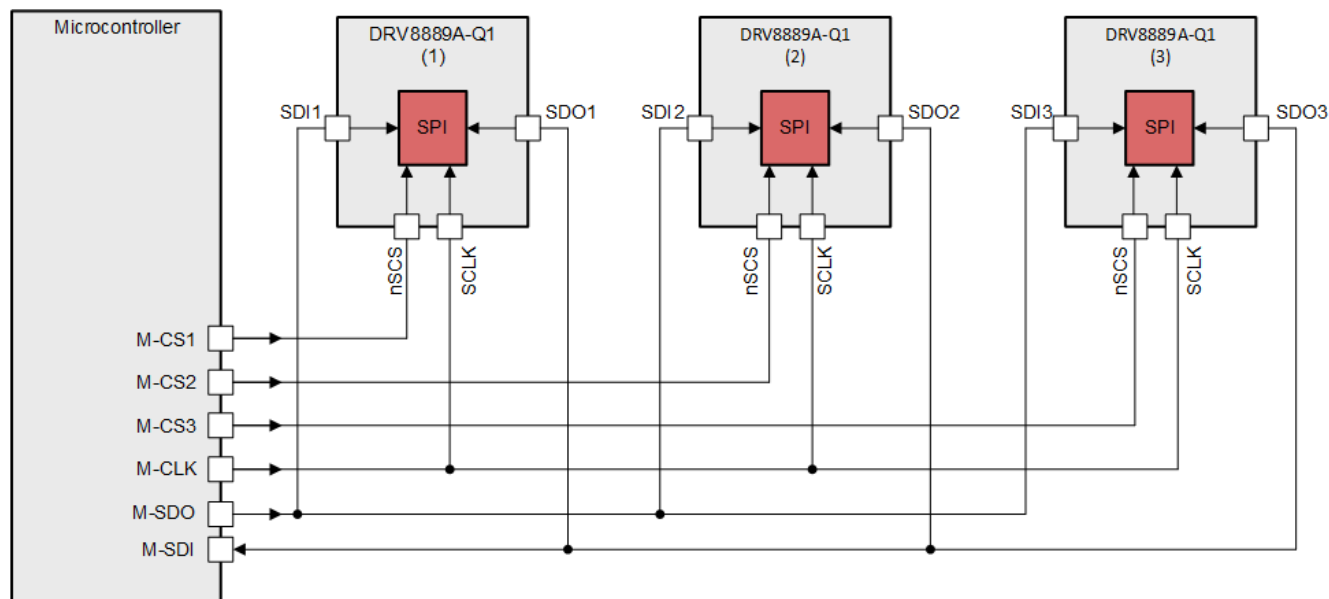 Microcontroller
DRV8889A-Q1
(1)
DRV8889A-Q1
(2)
DRV8889A-Q1
(3)
SDI1
SPI
SDO1
SDI2
SPI
SDO2
SDI3
SPI
SDO3
nSCS
SCLK
nSCS
SCLK
nSCS
SCLK
M-CS1
M-CS2
M-CS3
M-CLK
M-SDO
M-SDI